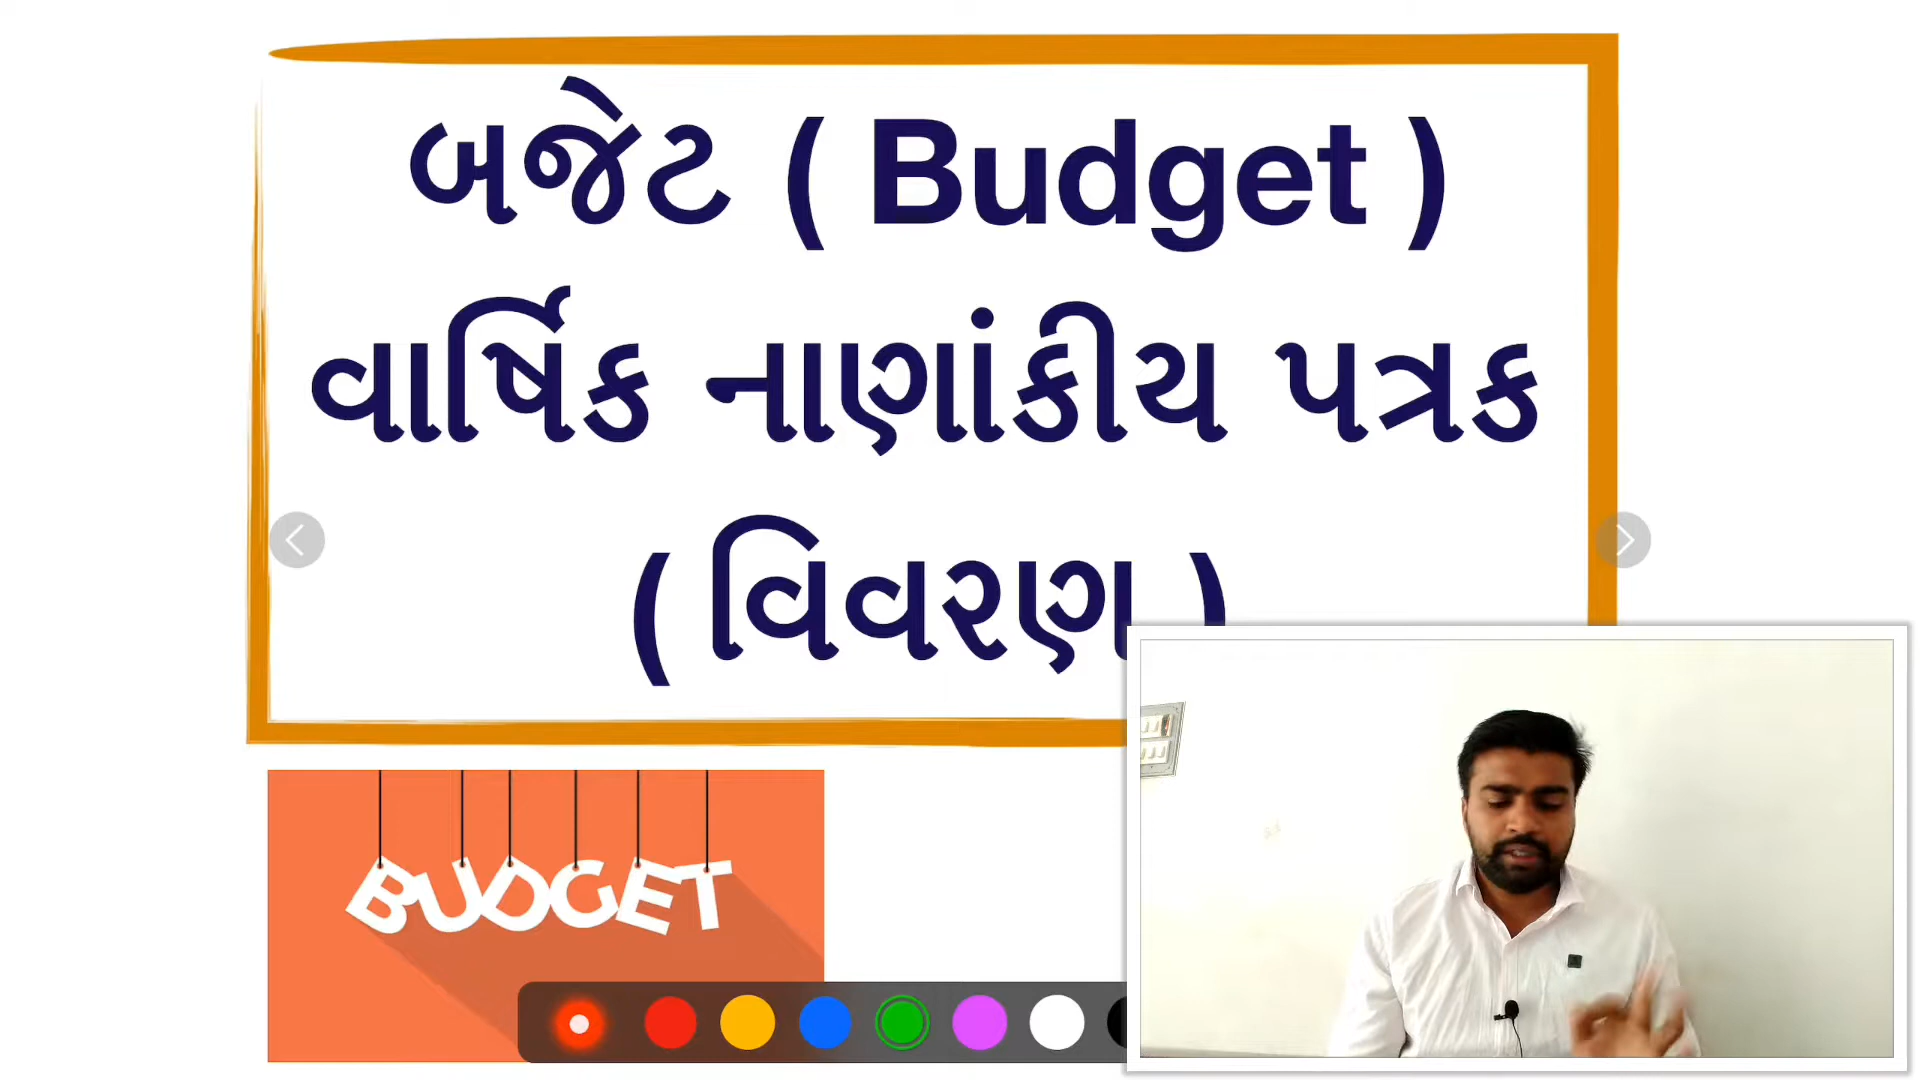 બજેટ ( Budget )
વાર્ષિક નાણાંકીય પત્રક
( વિવરણ )
BUDGET